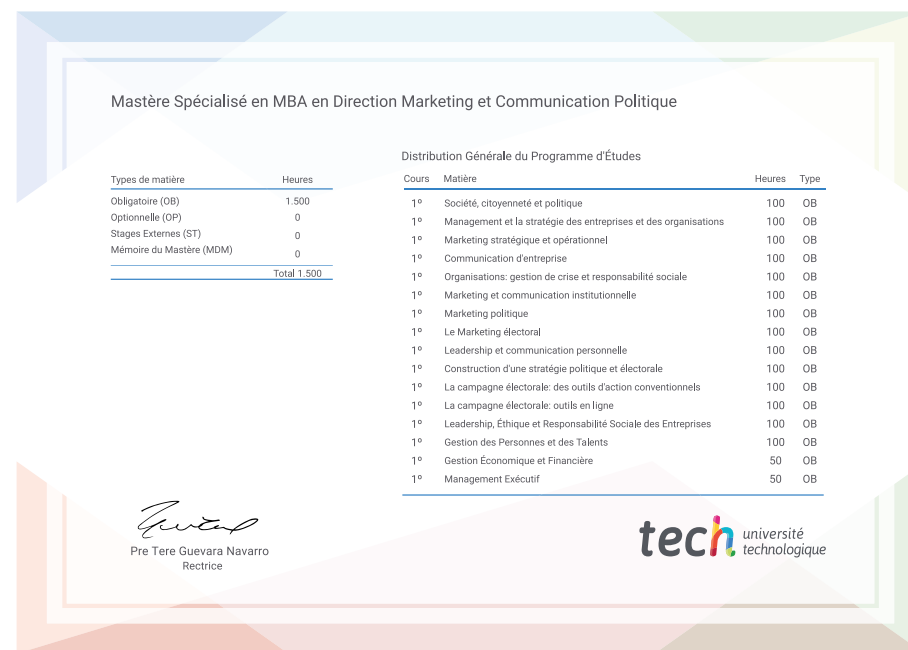 Mastère Spécialisé en MBA en Direction Marketing et Communication Politique
Types de matière Heures
Obligatoire (OB) 1.500
Optionnelle (OP) 0
Stages Externes (ST) 0
Mémoire du Mastère (MDM) 0
Total 1.500
Distribution Générale du Programme d'Études
Cours Matière Heures Type
1º Société, citoyenneté et politique 100 OB
1º Management et la stratégie des entreprises et des organisations 100 OB
1º Marketing stratégique et opérationnel 100 OB
1º Communication d'entreprise 100 OB
1º Organisations: gestion de crise et responsabilité sociale 100 OB
1º Marketing et communication institutionnelle 100 OB
1º Marketing politique 100 OB
1º Le Marketing électoral 100 OB
1º Leadership et communication personnelle 100 OB
1º Construction d'une stratégie politique et électorale 100 OB
1º La campagne électorale: des outils d'action conventionnels 100 OB
1º La campagne électorale: outils en ligne 100 OB
1º Leadership, Éthique et Responsabilité Sociale des Entreprises 100 OB
1º Gestion des Personnes et des Talents 100 OB
1º Gestion Économique et Financière 50 OB
1º Management Exécutif 50 OB
Pre Tere Guevara Navarro
Rectrice
tech université
technologique